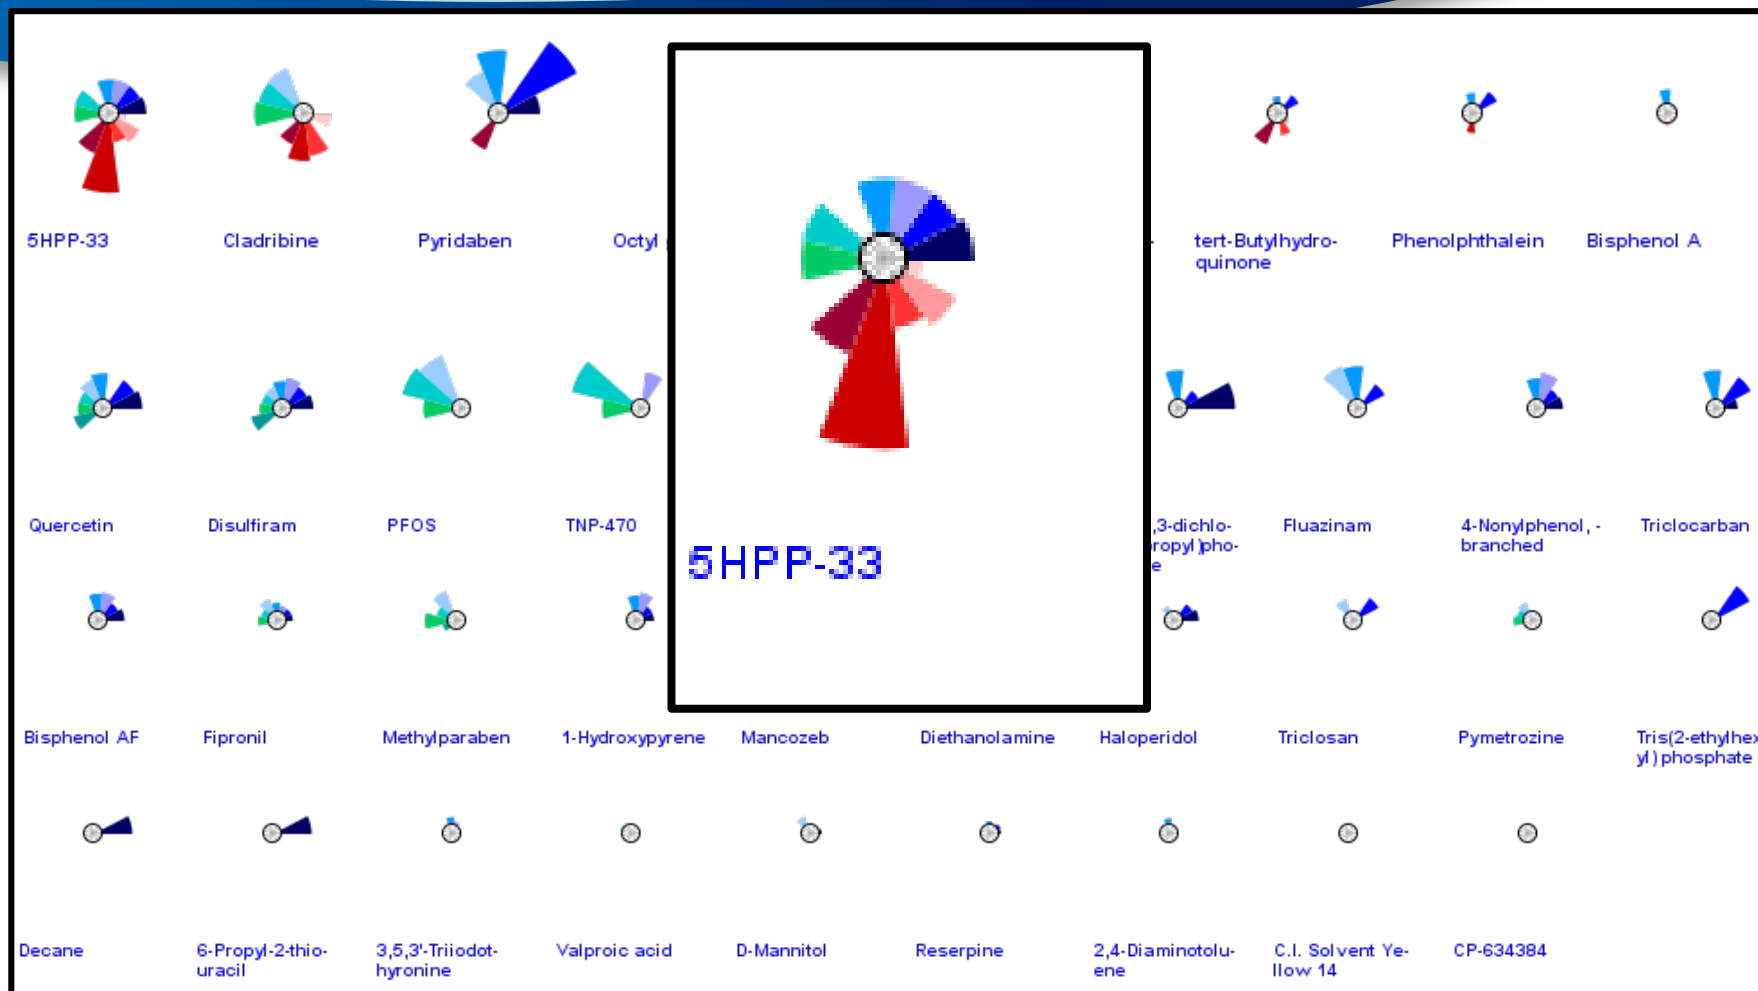 5HPP-33
Cladribine
Pyridaben
Octyl
tert-Butylhydro-
quinone
Phenolphthalein
Bisphenol A
Quercetin
Disulfiram
PFOS
TNP-470
,3-dichlo-
ropyl)pho-
e
Fluazinam
4-Nonylphenol, -
branched
Triclocarban
5HPP-33
Bisphenol AF
Fipronil
Methylparaben
1-Hydroxypyrene
Mancozeb
Diethanolamine
Haloperidol
Triclosan
Pymetrozine
Tris(2-ethylhex
yl)phosphate
Decane
6-Propyl-2-thio-
uracil
3,5,3'-Triiodot-
hyronine
Valproic acid
D-Mannitol
Reserpine
2,4-Diaminotolu-
ene
C.I. Solvent Ye-
llow 14
CP-634384